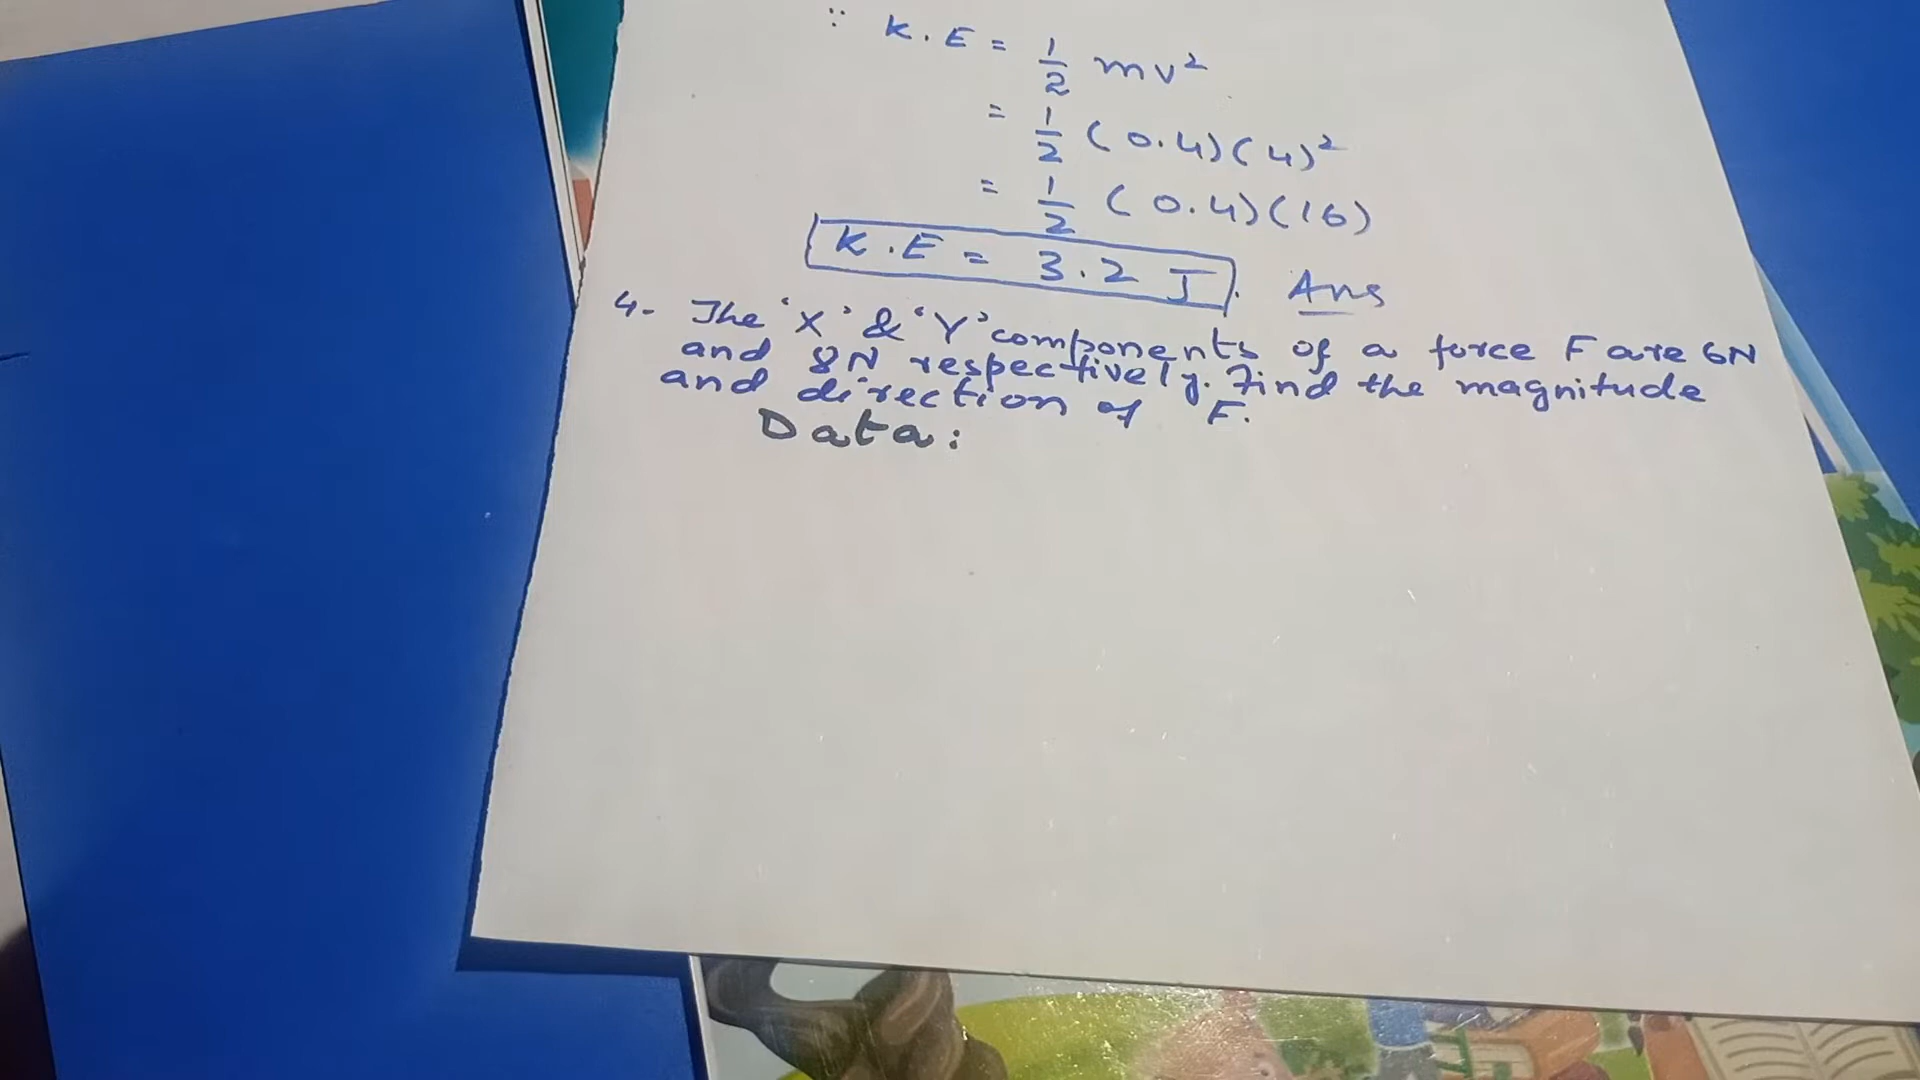 ∵ K.E = 1/2 mv²
= 1/2 (0.4)(4)²
= 1/2 (0.4)(16)
K.E = 3.2 J. Ans
4- The 'X' & 'Y' components of a force F are 6N
and 8N respectively. Find the magnitude
and direction of F.
Data: